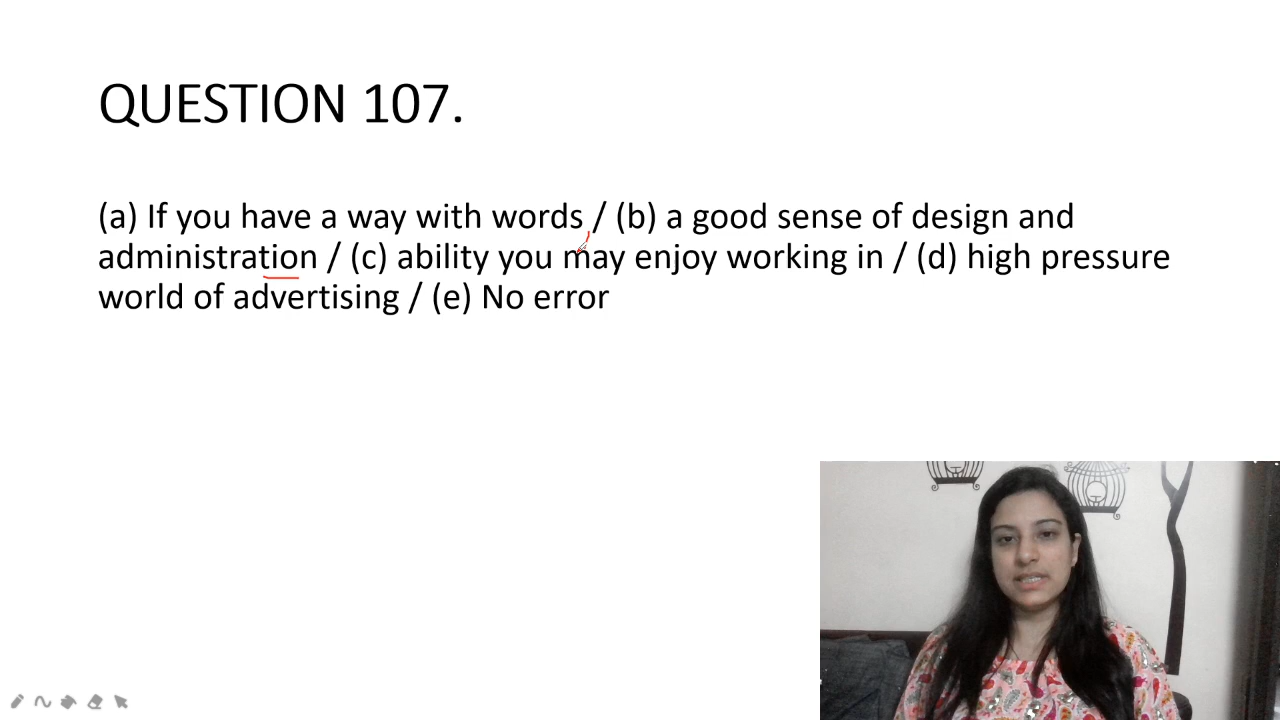 QUESTION 107.
(a) If you have a way with words / (b) a good sense of design and
administration / (c) ability you may enjoy working in / (d) high pressure
world of advertising / (e) No error